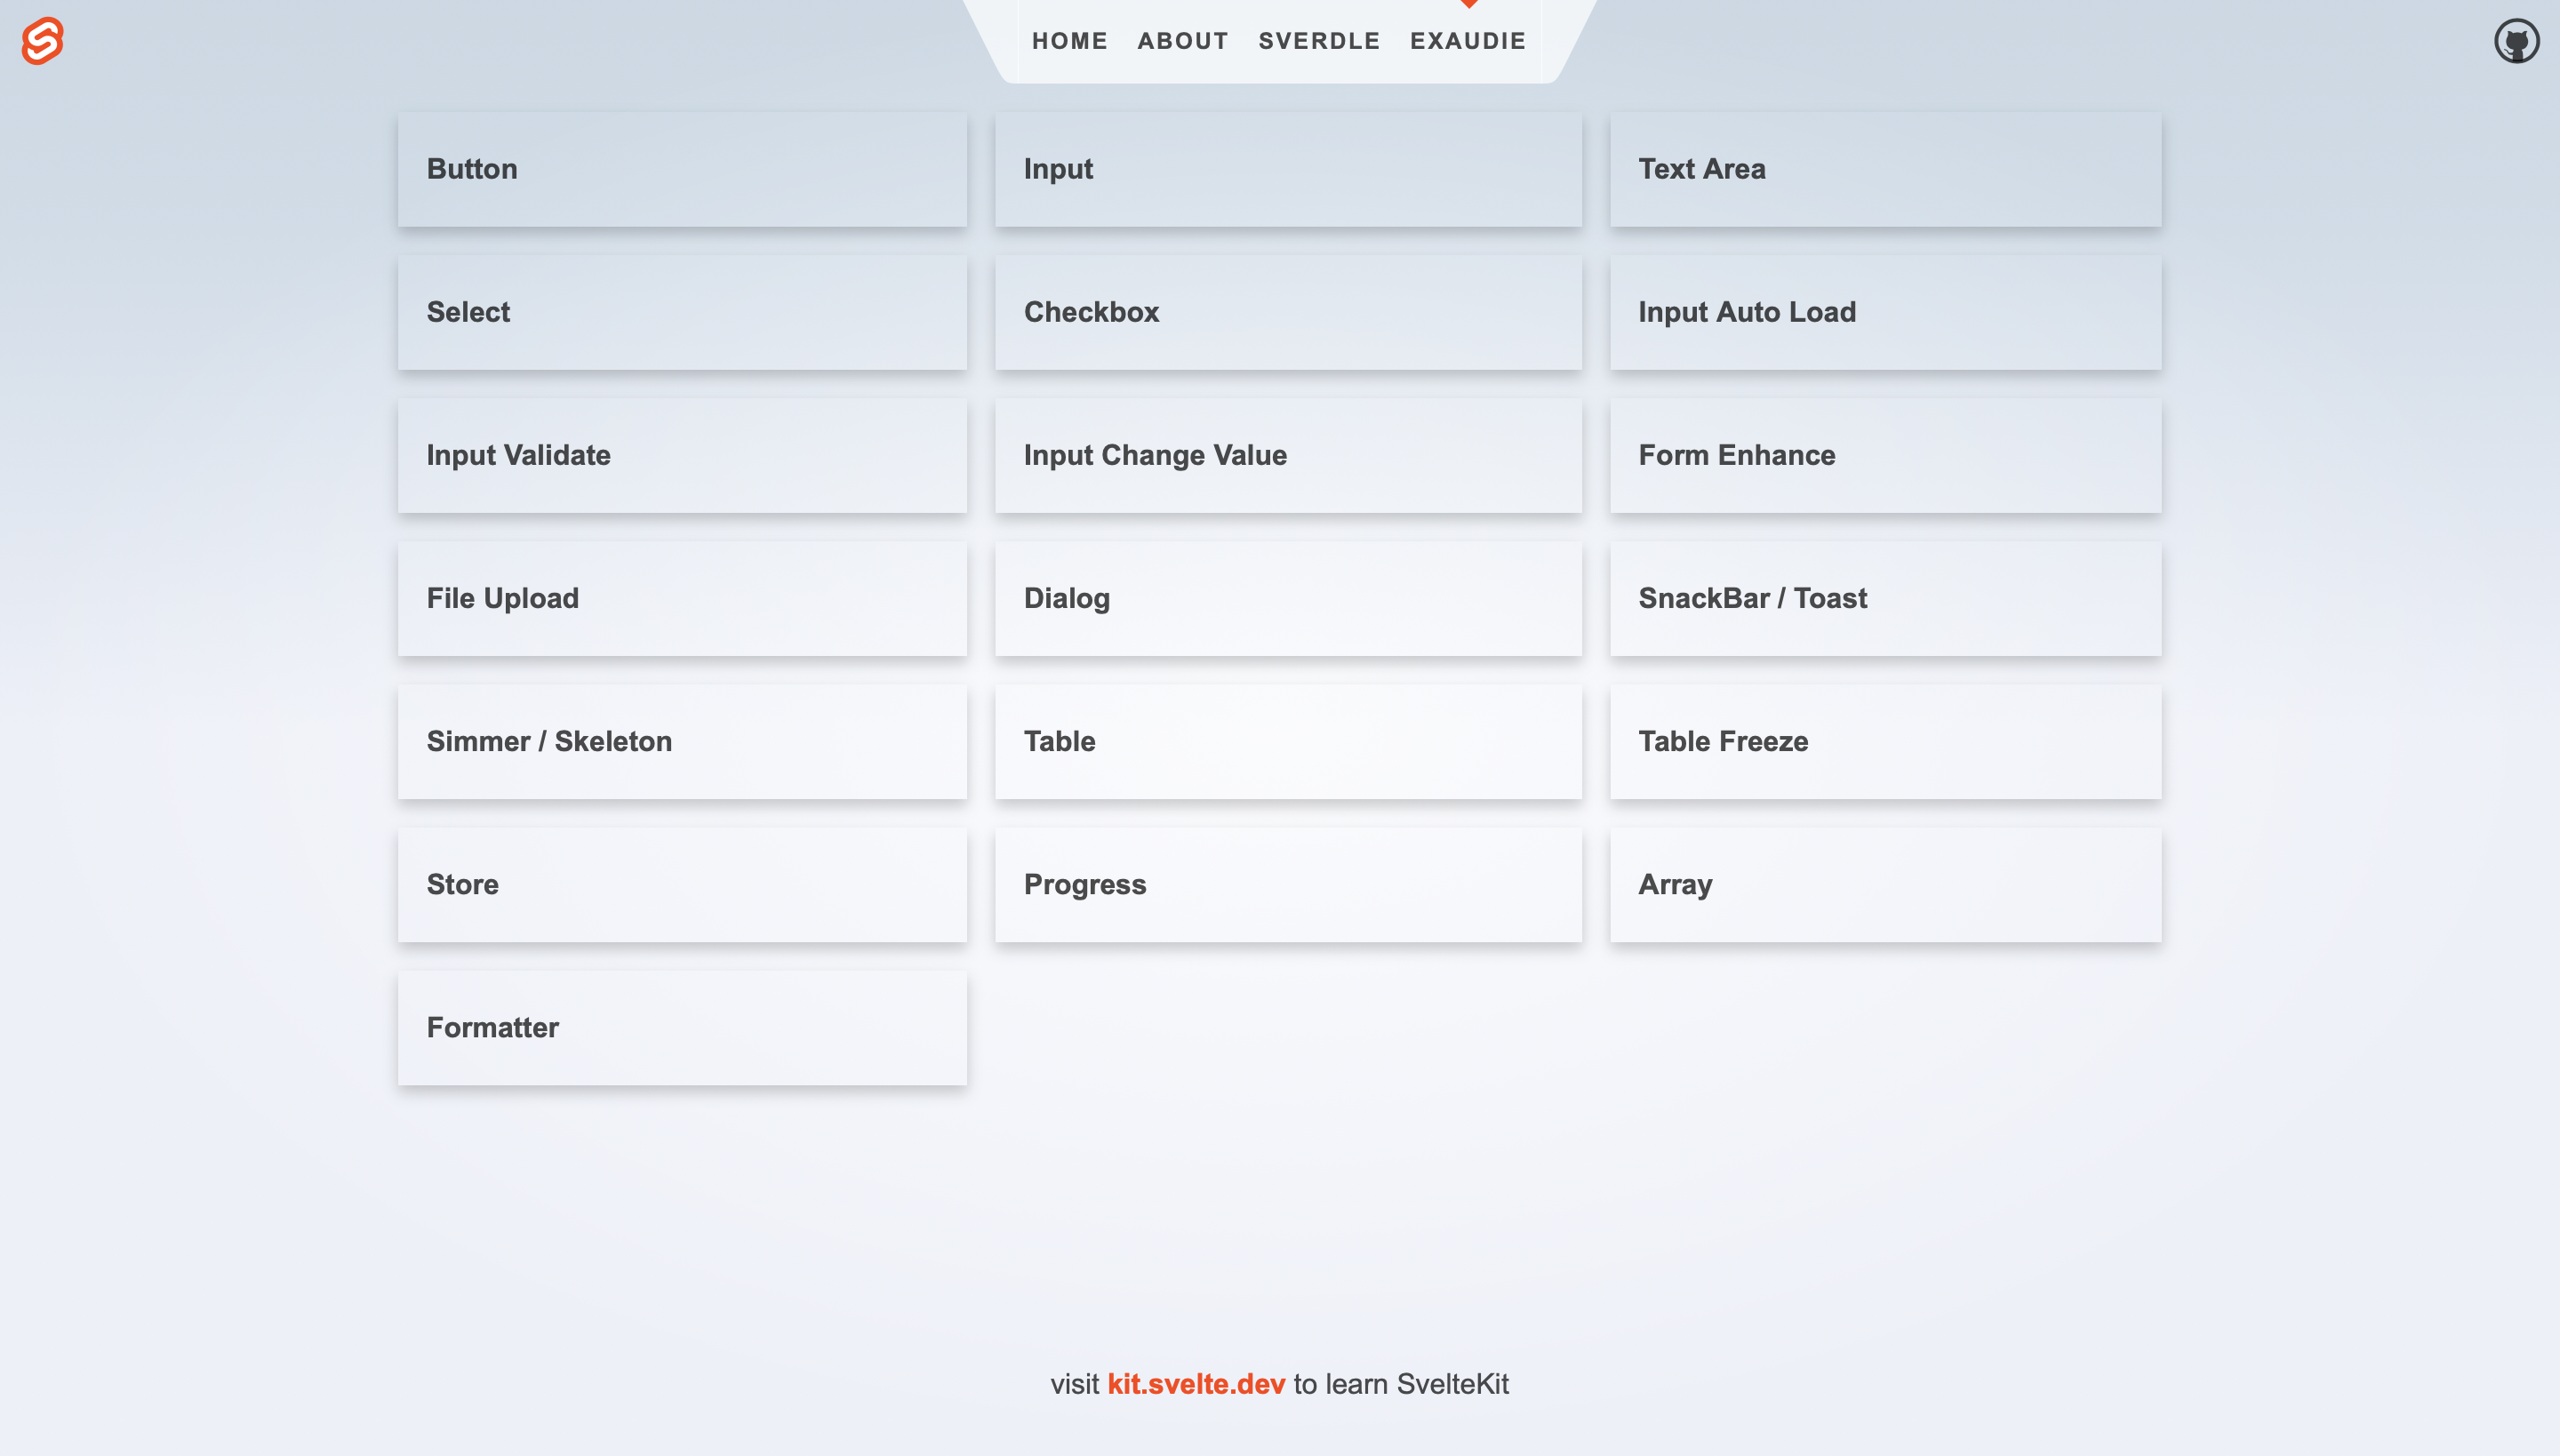 HOME ABOUT SVERDLE EXAUDIE
Button Input Text Area
Select Checkbox Input Auto Load
Input Validate Input Change Value Form Enhance
File Upload Dialog SnackBar / Toast
Simmer / Skeleton Table Table Freeze
Store Progress Array
Formatter
visit kit.svelte.dev to learn SvelteKit